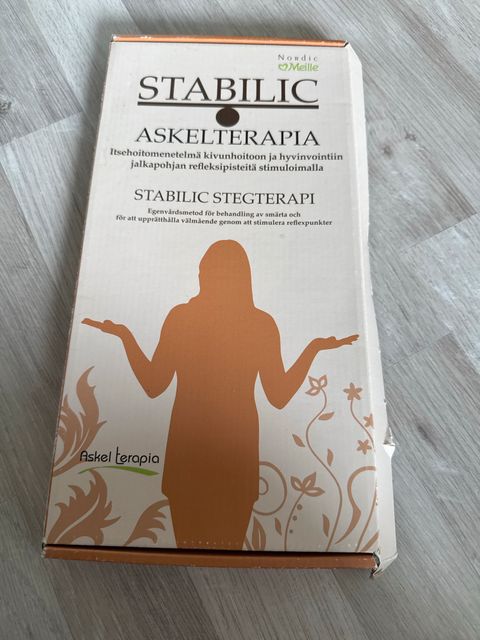 Nordic
Meille
STABILIC
ASKELTERAPIA
Itsehoitomenetelmä kivunhoitoon ja hyvinvointiin
jalkapohjan refleksipisteitä stimuloimalla
STABILIC STEGTERAPI
Egenvårdsmetod för behandling av smärta och
för att upprätthålla välmående genom att stimulera reflexpunkter
Askel terapia